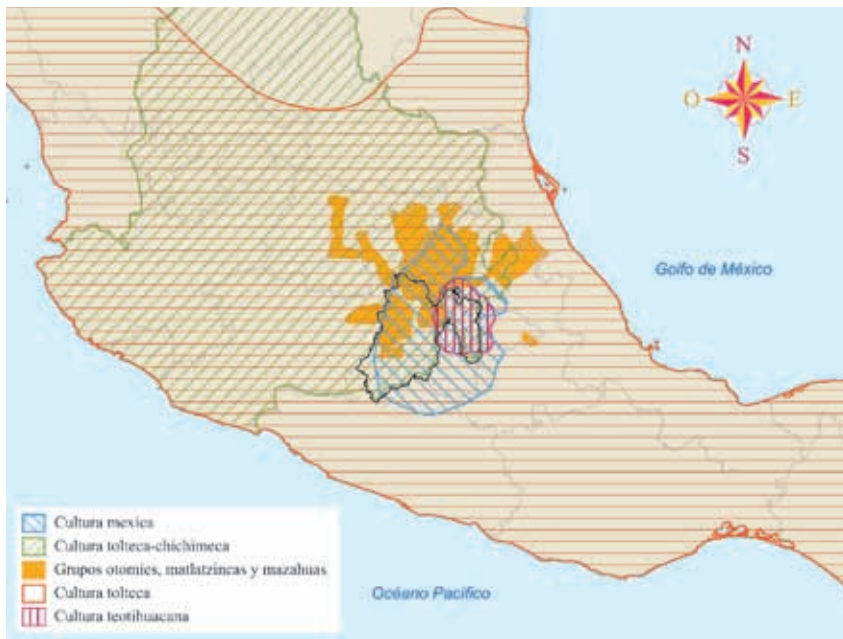 N
O E
S
Golfo de México
Cultura mexica
Cultura tolteca-chichimeca
Grupos otomíes, matlatzincas y mazahuas
Cultura tolteca
Cultura teotihuacana
Océano Pacífico